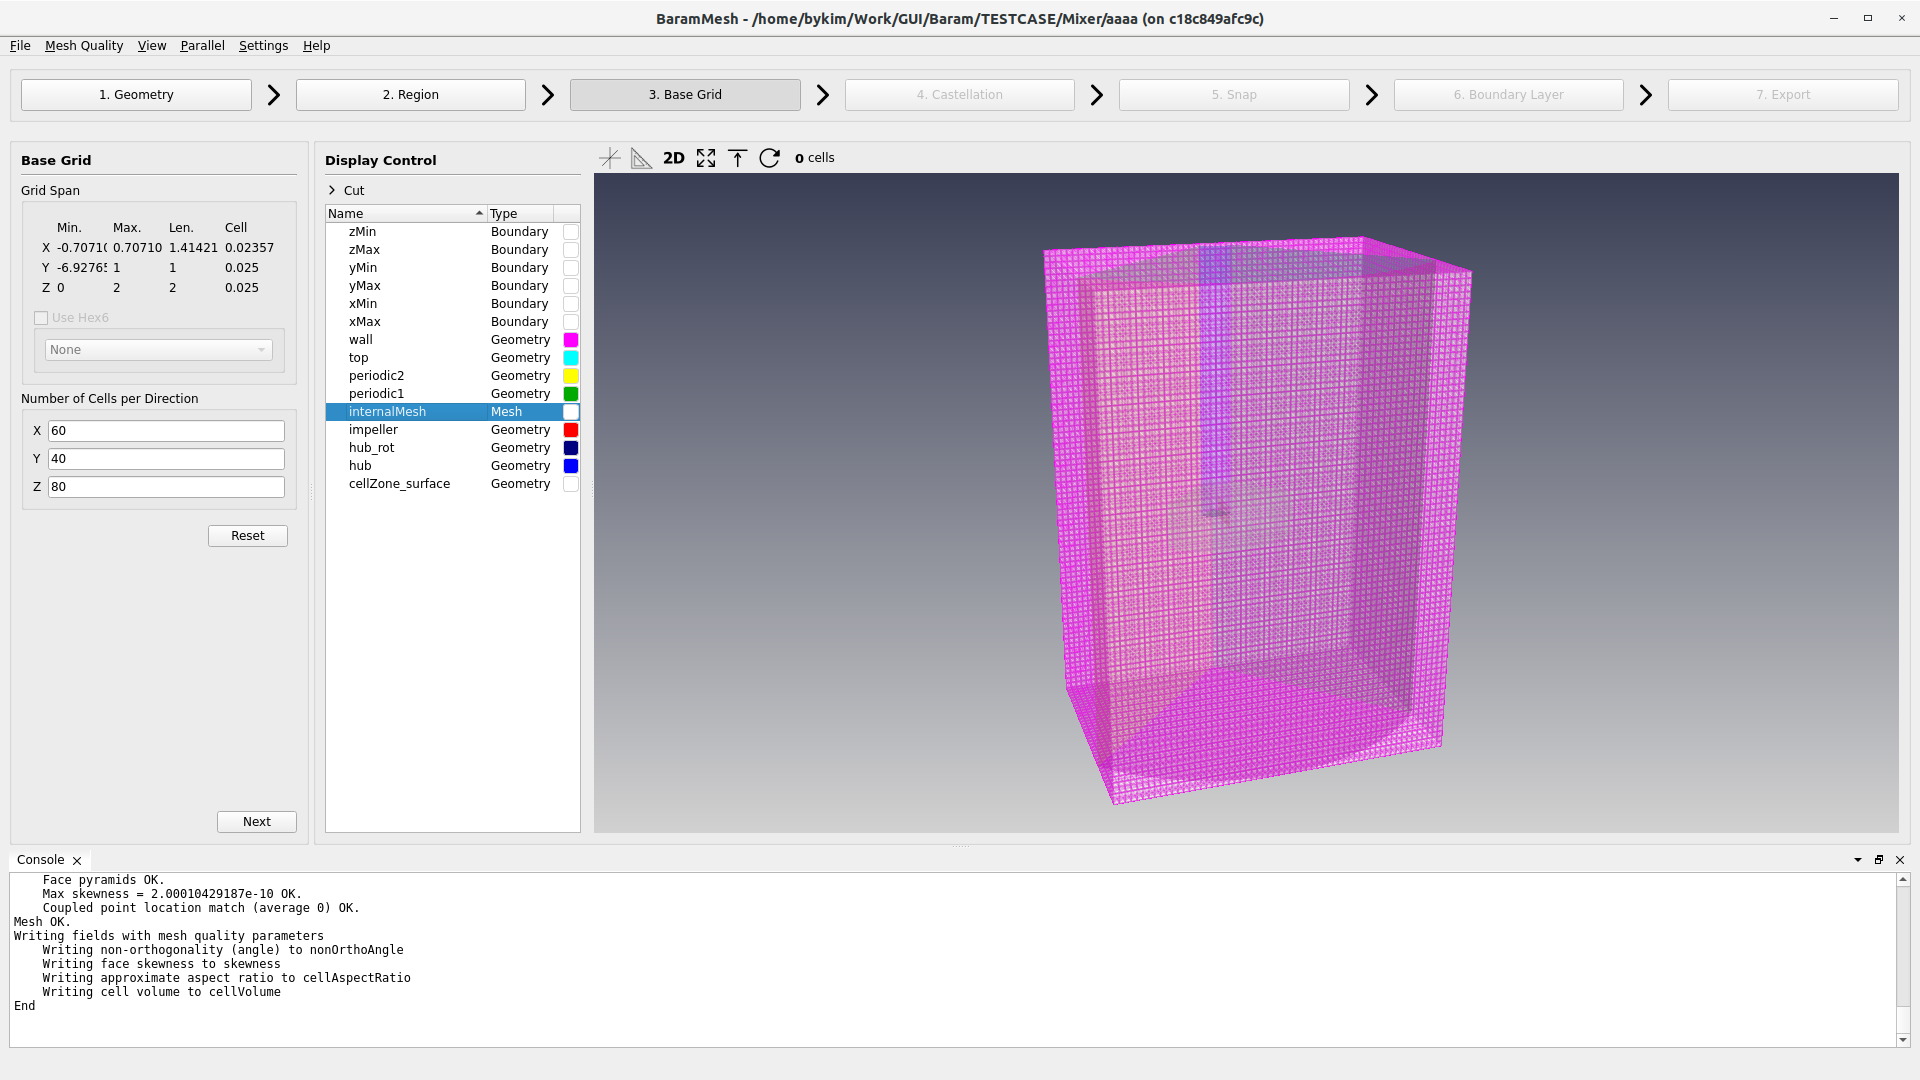 BaramMesh - /home/bykim/Work/GUI/Baram/TESTCASE/Mixer/aaaa (on c18c849afc9c)
File Mesh Quality View Parallel Settings Help
1. Geometry 2. Region 3. Base Grid 4. Castellation 5. Snap 6. Boundary Layer 7. Export
Base Grid
Grid Span
Min. Max. Len. Cell
X -0.7071( 0.70710 1.41421 0.02357
Y -6.9276! 1 1 0.025
Z 0 2 2 0.025
Use Hex6
None
Number of Cells per Direction
X 60
Y 40
Z 80
Reset
Next
Display Control
Cut
Name Type
zMin Boundary
zMax Boundary
yMin Boundary
yMax Boundary
xMin Boundary
xMax Boundary
wall Geometry
top Geometry
periodic2 Geometry
periodic1 Geometry
internalMesh Mesh
impeller Geometry
hub_rot Geometry
hub Geometry
cellZone_surface Geometry
2D 0 cells
Console
Face pyramids OK.
Max skewness = 2.00010429187e-10 OK.
Coupled point location match (average 0) OK.
Mesh OK.
Writing fields with mesh quality parameters
Writing non-orthogonality (angle) to nonOrthoAngle
Writing face skewness to skewness
Writing approximate aspect ratio to cellAspectRatio
Writing cell volume to cellVolume
End